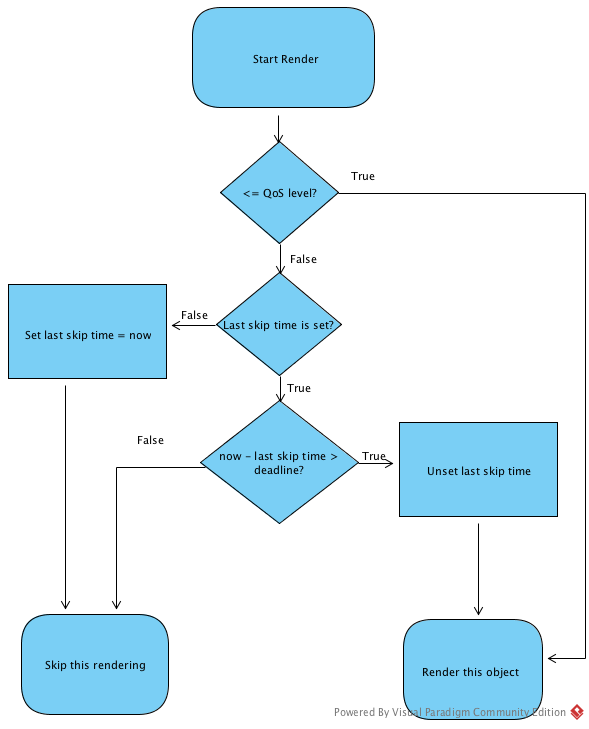 Start Render
True
<= QoS level?
False
False
Last skip time is set?
Set last skip time = now
True
False
now – last skip time >
deadline?
True
Unset last skip time
Skip this rendering
Render this object
Powered By Visual Paradigm Community Edition